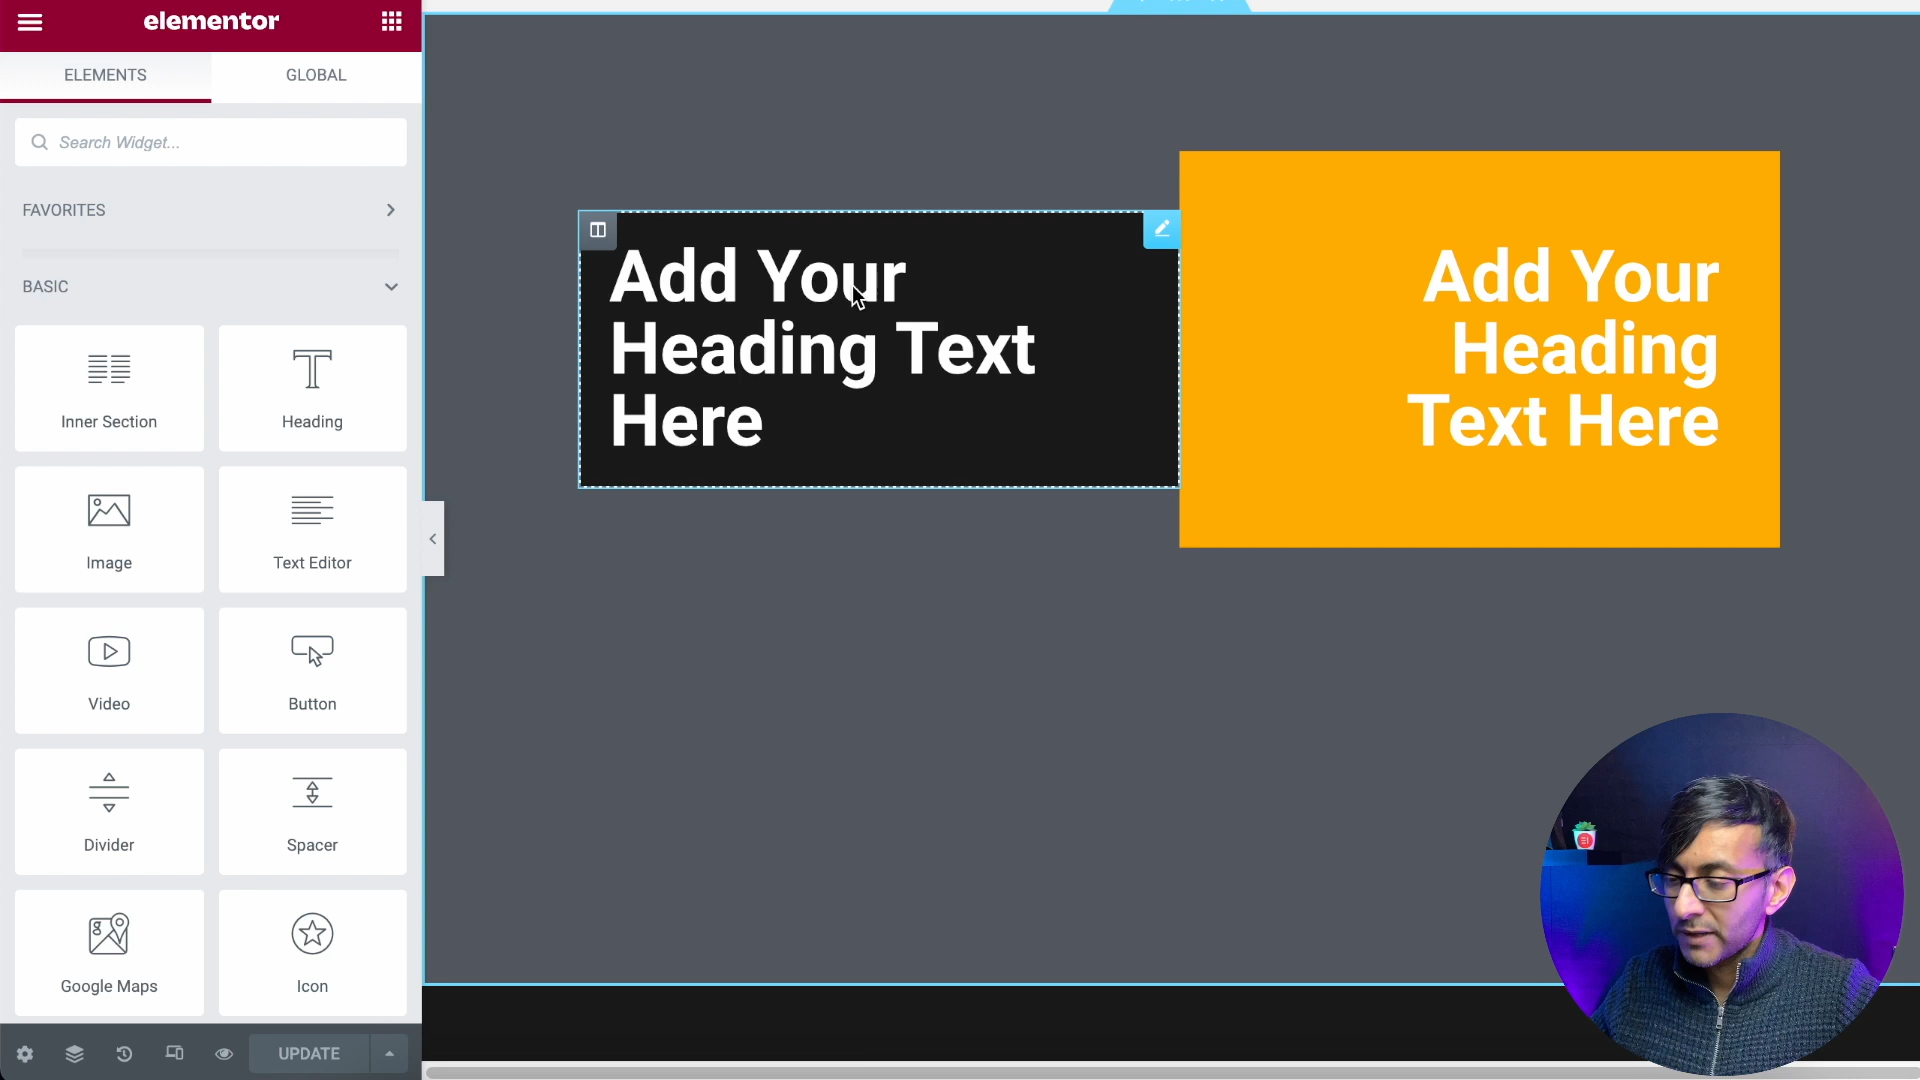 elementor
ELEMENTS
GLOBAL
Search Widget...
FAVORITES
BASIC
Inner Section
Heading
Image
Text Editor
Video
Button
Divider
Spacer
Google Maps
Icon
UPDATE
Add Your
Heading Text
Here
Add Your
Heading
Text Here